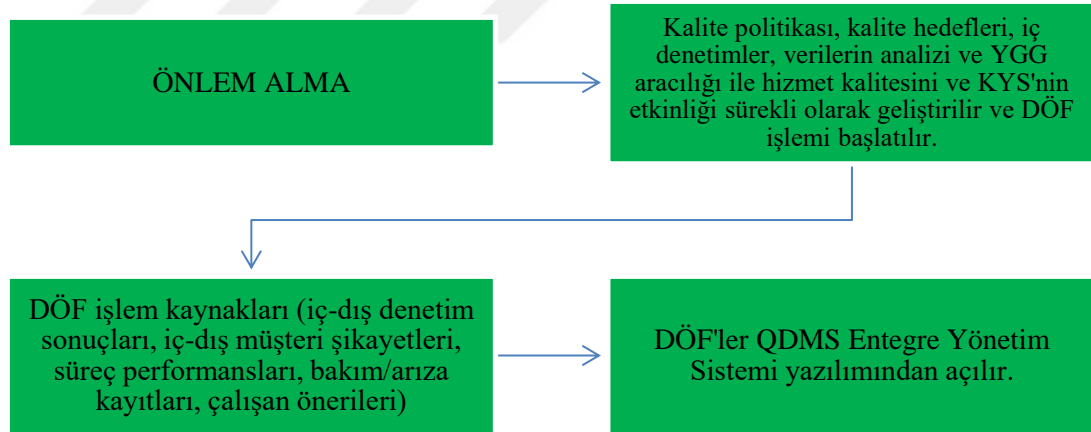 ÖNLEM ALMA
Kalite politikası, kalite hedefleri, iç
denetimler, verilerin analizi ve YGG
aracılığı ile hizmet kalitesini ve KYS'nin
etkinliği sürekli olarak geliştirilir ve DÖF
işlemi başlatılır.
DÖF işlem kaynakları (iç-dış denetim
sonuçları, iç-dış müşteri şikayetleri,
süreç performansları, bakım/arıza
kayıtları, çalışan önerileri)
DÖF'ler QDMS Entegre Yönetim
Sistemi yazılımından açılır.